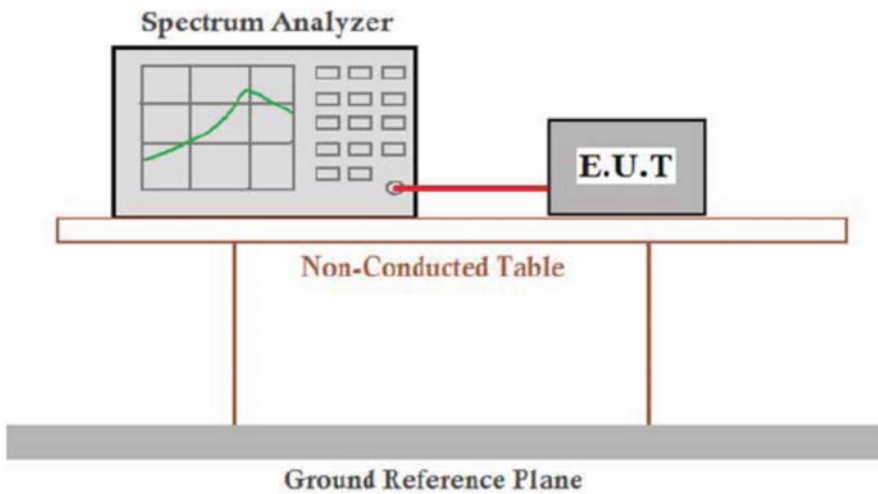 Spectrum Analyzer
E.U.T
Non-Conducted Table
Ground Reference Plane